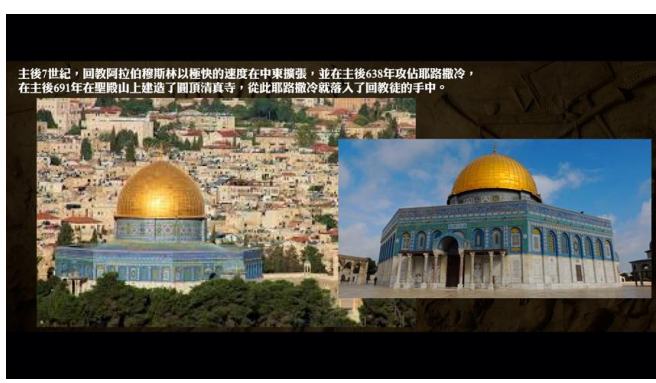 主後7世紀，回教阿拉伯穆斯林以極快的速度在中東擴張，並在主後638年攻佔耶路撒冷，
在主後691年在聖殿山上建造了圓頂清真寺，從此耶路撒冷就落入了回教徒的手中。